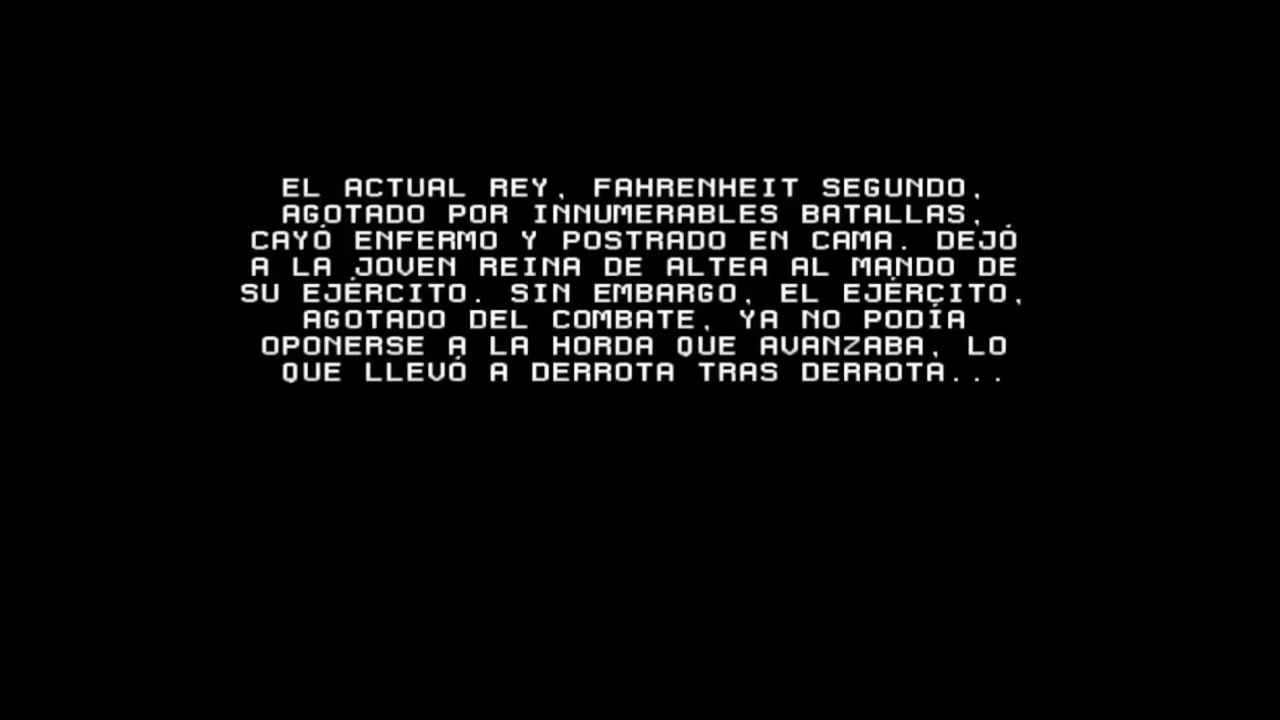 EL ACTUAL REY, FAHRENHEIT SEGUNDO,
AGOTADO POR INNUMERABLES BATALLAS,
CAYÓ ENFERMO Y POSTRADO EN CAMA. DEJÓ
A LA JOVEN REINA DE ALTEA AL MANDO DE
SU EJÉRCITO. SIN EMBARGO, EL EJÉRCITO,
AGOTADO DEL COMBATE, YA NO PODÍA
OPONERSE A LA HORDA QUE AVANZABA, LO
QUE LLEVÓ A DERROTA TRAS DERROTA...